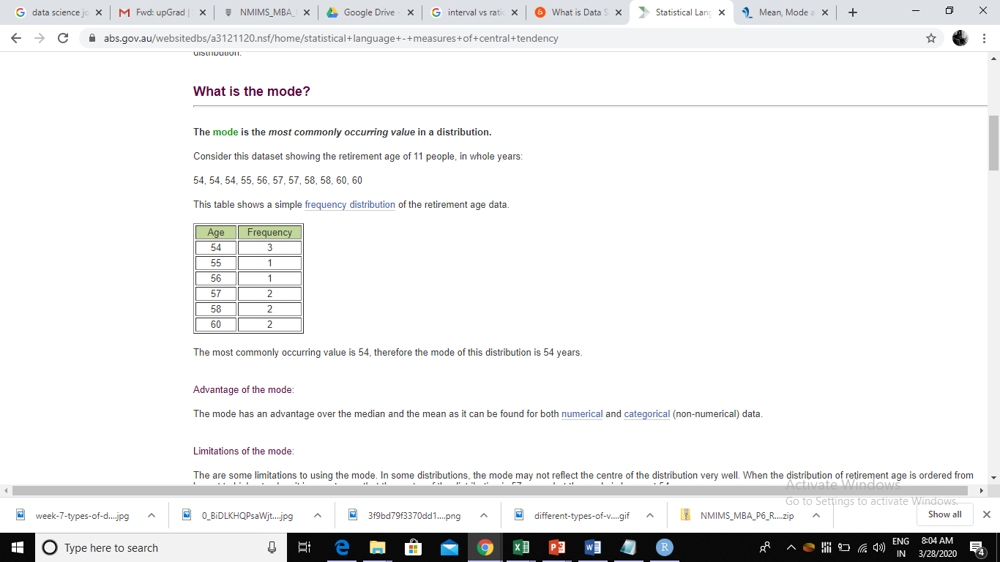 data science jo
Fwd: upGrad |
NMIMS_MBA_
Google Drive -
interval vs ratio
What is Data S
Statistical Lang
Mean, Mode a
abs.gov.au/websitedbs/a3121120.nsf/home/statistical+language+-+measures+of+central+tendency
distribution.
What is the mode?
The mode is the most commonly occurring value in a distribution.
Consider this dataset showing the retirement age of 11 people, in whole years:
54, 54, 54, 55, 56, 57, 57, 58, 58, 60, 60
This table shows a simple frequency distribution of the retirement age data.
Age Frequency
54 3
55 1
56 1
57 2
58 2
60 2
The most commonly occurring value is 54, therefore the mode of this distribution is 54 years.
Advantage of the mode:
The mode has an advantage over the median and the mean as it can be found for both numerical and categorical (non-numerical) data.
Limitations of the mode:
The are some limitations to using the mode. In some distributions, the mode may not reflect the centre of the distribution very well. When the distribution of retirement age is ordered from
Activate Windows
Go to Settings to activate Windows.
week-7-types-of-d....jpg
0_BiDLKHQPsaWjt....jpg
3f9bd79f3370dd1....png
different-types-of-v....gif
NMIMS_MBA_P6_R....zip
Show all
Type here to search
ENG
IN
8:04 AM
3/28/2020
4